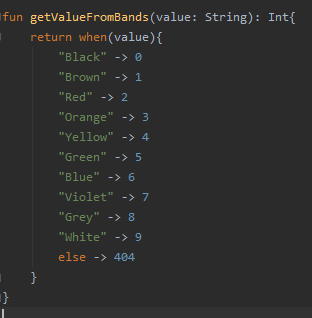 fun getValueFromBands(value: String): Int{
return when(value){
"Black" -> 0
"Brown" -> 1
"Red" -> 2
"Orange" -> 3
"Yellow" -> 4
"Green" -> 5
"Blue" -> 6
"Violet" -> 7
"Grey" -> 8
"White" -> 9
else -> 404
}
}